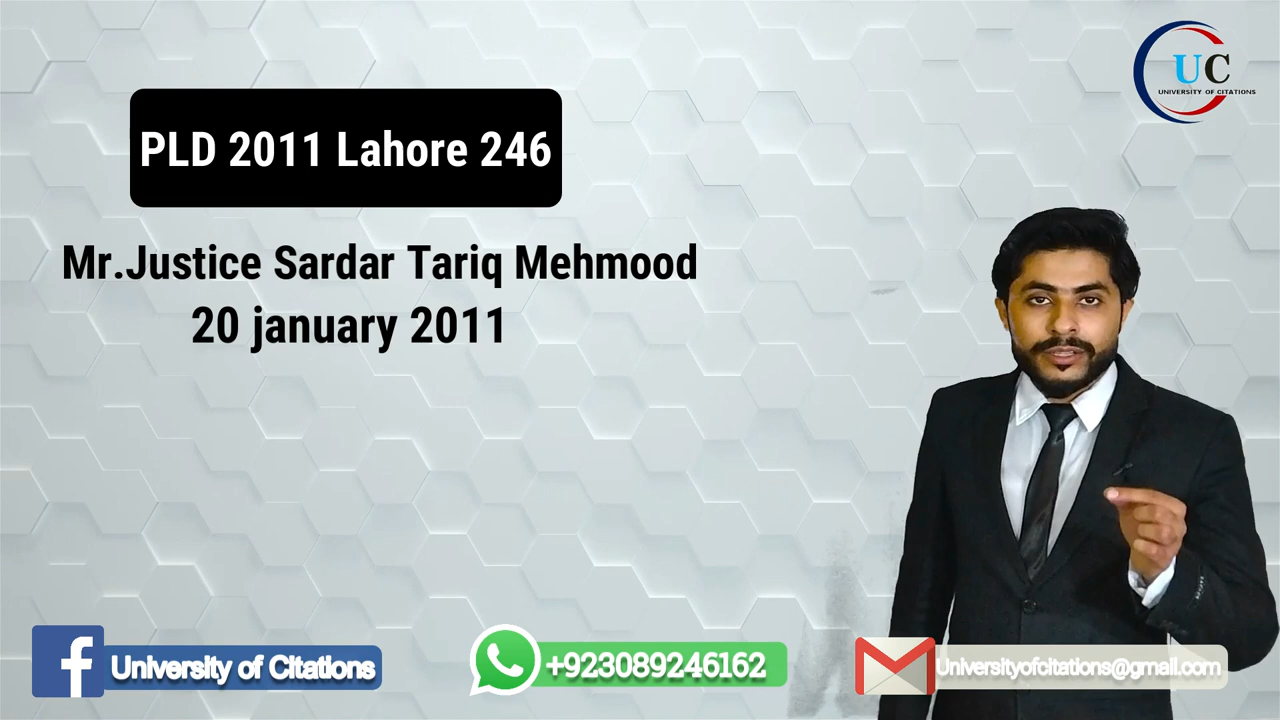 UC
UNIVERSITY OF CITATIONS
PLD 2011 Lahore 246
Mr.Justice Sardar Tariq Mehmood
20 january 2011
f University of Citations
+923089246162
Universityofcitations@gmail.com